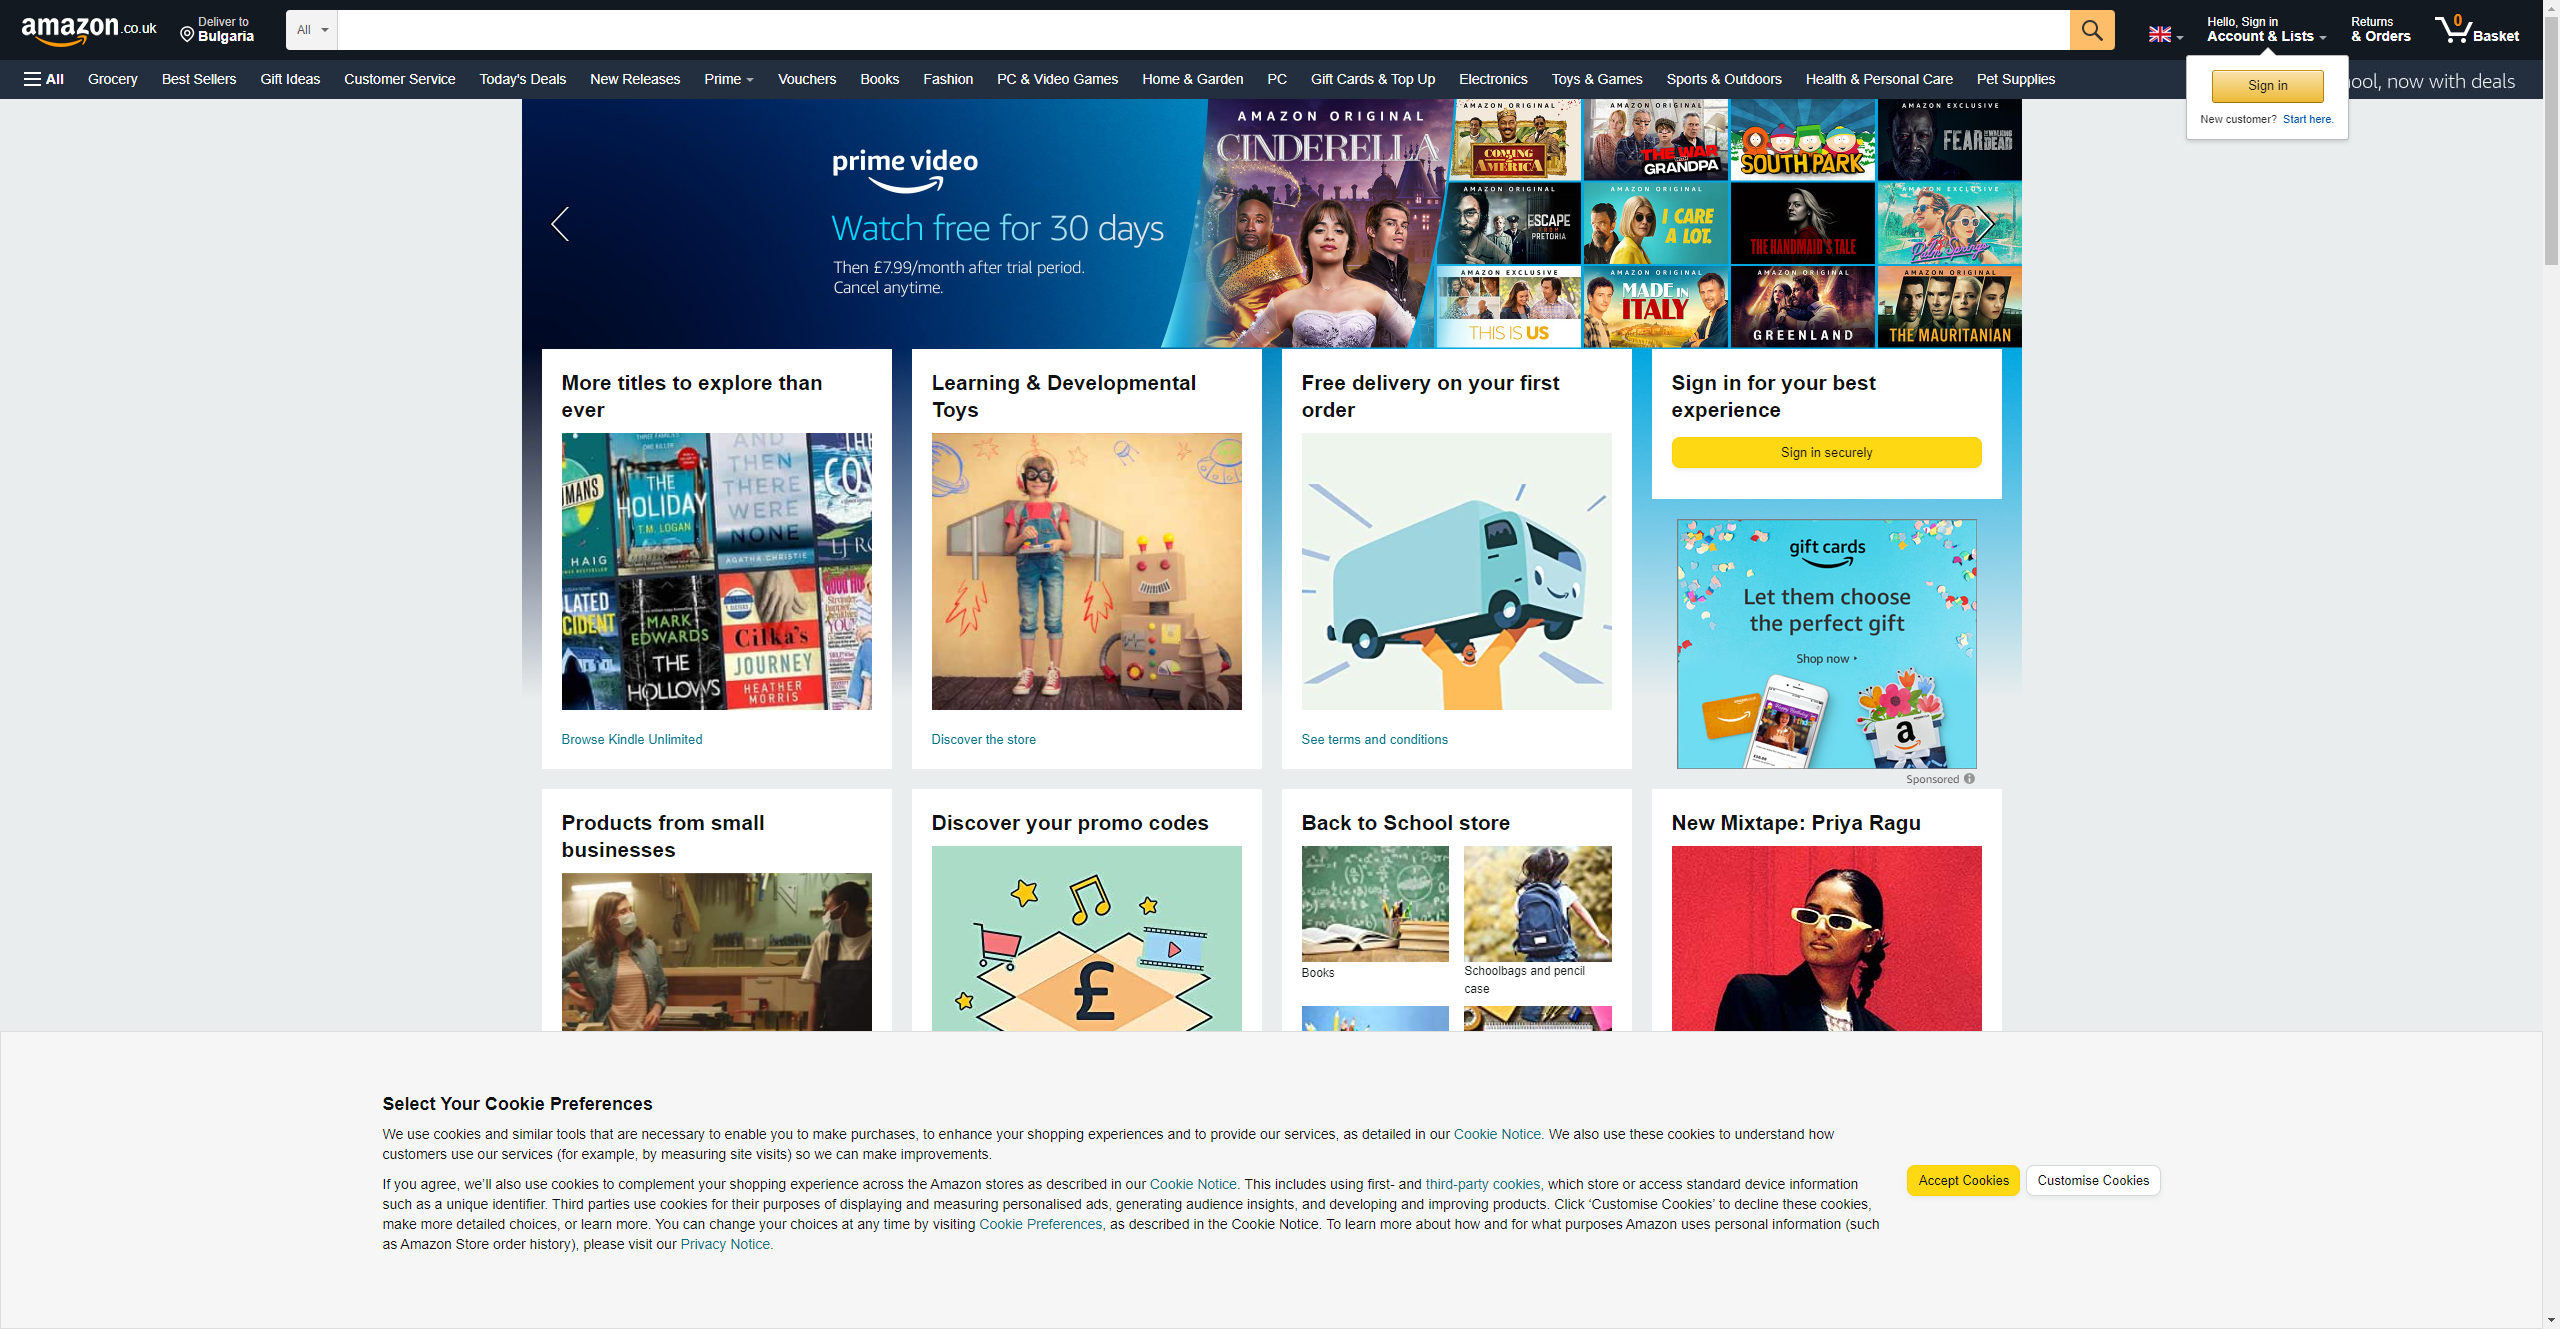 amazon.co.uk
Deliver to
Bulgaria
All
Hello, Sign in
Account & Lists
Returns
& Orders
0
Basket
All
Grocery
Best Sellers
Gift Ideas
Customer Service
Today's Deals
New Releases
Prime
Vouchers
Books
Fashion
PC & Video Games
Home & Garden
PC
Gift Cards & Top Up
Electronics
Toys & Games
Sports & Outdoors
Health & Personal Care
Pet Supplies
ool, now with deals
Sign in
New customer? Start here.
prime video
Watch free for 30 days
Then £7.99/month after trial period.
Cancel anytime.
AMAZON ORIGINAL
CINDERELLA
AMAZON ORIGINAL
COMING 2 AMERICA
AMAZON ORIGINAL
THE WAR WITH GRANDPA
SOUTH PARK
AMAZON EXCLUSIVE
FEAR THE WALKING DEAD
AMAZON ORIGINAL
ESCAPE FROM PRETORIA
AMAZON ORIGINAL
I CARE A LOT.
THE HANDMAID'S TALE
AMAZON EXCLUSIVE
Palm Springs
AMAZON EXCLUSIVE
THIS IS US
AMAZON ORIGINAL
MADE IN ITALY
AMAZON ORIGINAL
GREENLAND
AMAZON ORIGINAL
THE MAURITANIAN
More titles to explore than
ever
THE
HOLIDAY
T.M. LOGAN
AND
THEN
THERE
WERE
NONE
AGATHA CHRISTIE
HAIG
MARK
EDWARDS
THE
HOLLOWS
Cilka's
JOURNEY
HEATHER
MORRIS
Browse Kindle Unlimited
Learning & Developmental
Toys
Discover the store
Free delivery on your first
order
See terms and conditions
Sign in for your best
experience
Sign in securely
gift cards
Let them choose
the perfect gift
Shop now
a
Sponsored
Products from small
businesses
Discover your promo codes
£
Back to School store
Books
Schoolbags and pencil
case
New Mixtape: Priya Ragu
Select Your Cookie Preferences
We use cookies and similar tools that are necessary to enable you to make purchases, to enhance your shopping experiences and to provide our services, as detailed in our Cookie Notice. We also use these cookies to understand how
customers use our services (for example, by measuring site visits) so we can make improvements.
If you agree, we'll also use cookies to complement your shopping experience across the Amazon stores as described in our Cookie Notice. This includes using first- and third-party cookies, which store or access standard device information
such as a unique identifier. Third parties use cookies for their purposes of displaying and measuring personalised ads, generating audience insights, and developing and improving products. Click ‘Customise Cookies’ to decline these cookies,
make more detailed choices, or learn more. You can change your choices at any time by visiting Cookie Preferences, as described in the Cookie Notice. To learn more about how and for what purposes Amazon uses personal information (such
as Amazon Store order history), please visit our Privacy Notice.
Accept Cookies
Customise Cookies